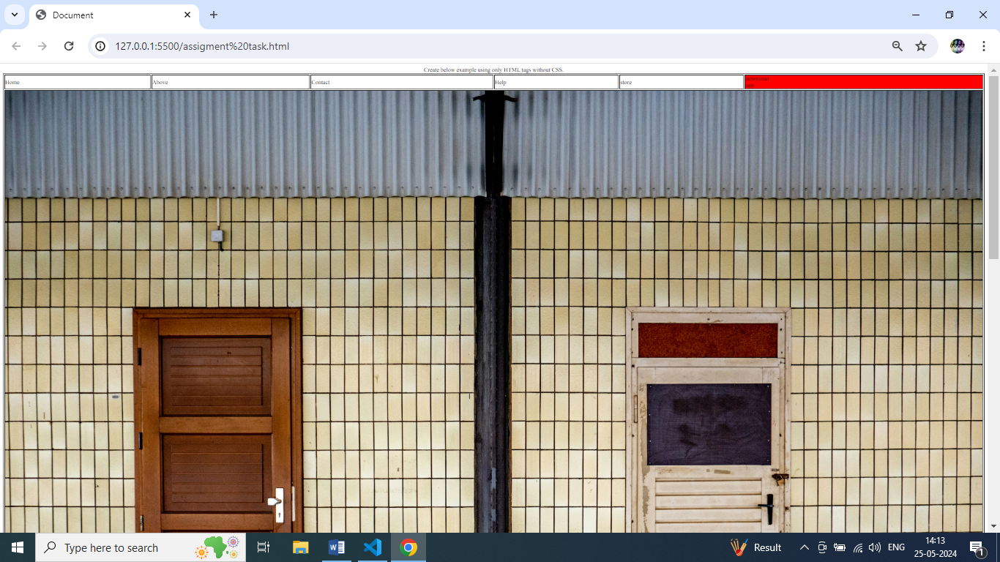 Document
127.0.0.1:5500/assigment%20task.html
Create below example using only HTML tags without CSS.
Home Above Contact Help store download
app
Type here to search
Result
ENG
14:13
25-05-2024
1